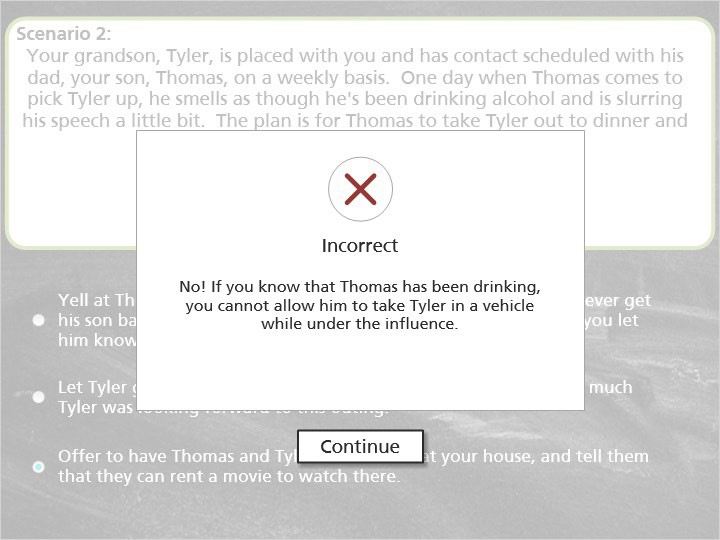 Scenario 2:
Your grandson, Tyler, is placed with you and has contact scheduled with his
dad, your son, Thomas, on a weekly basis.  One day when Thomas comes to
pick Tyler up, he smells as though he's been drinking alcohol and is slurring
his speech a little bit.  The plan is for Thomas to take Tyler out to dinner and
Incorrect
No! If you know that Thomas has been drinking,
you cannot allow him to take Tyler in a vehicle
while under the influence.
Yell at Th ever get
his son ba you let
him know
Let Tyler much
Tyler was looking forward to this outing.
Continue
Offer to have Thomas and Tyl at your house, and tell them
that they can rent a movie to watch there.